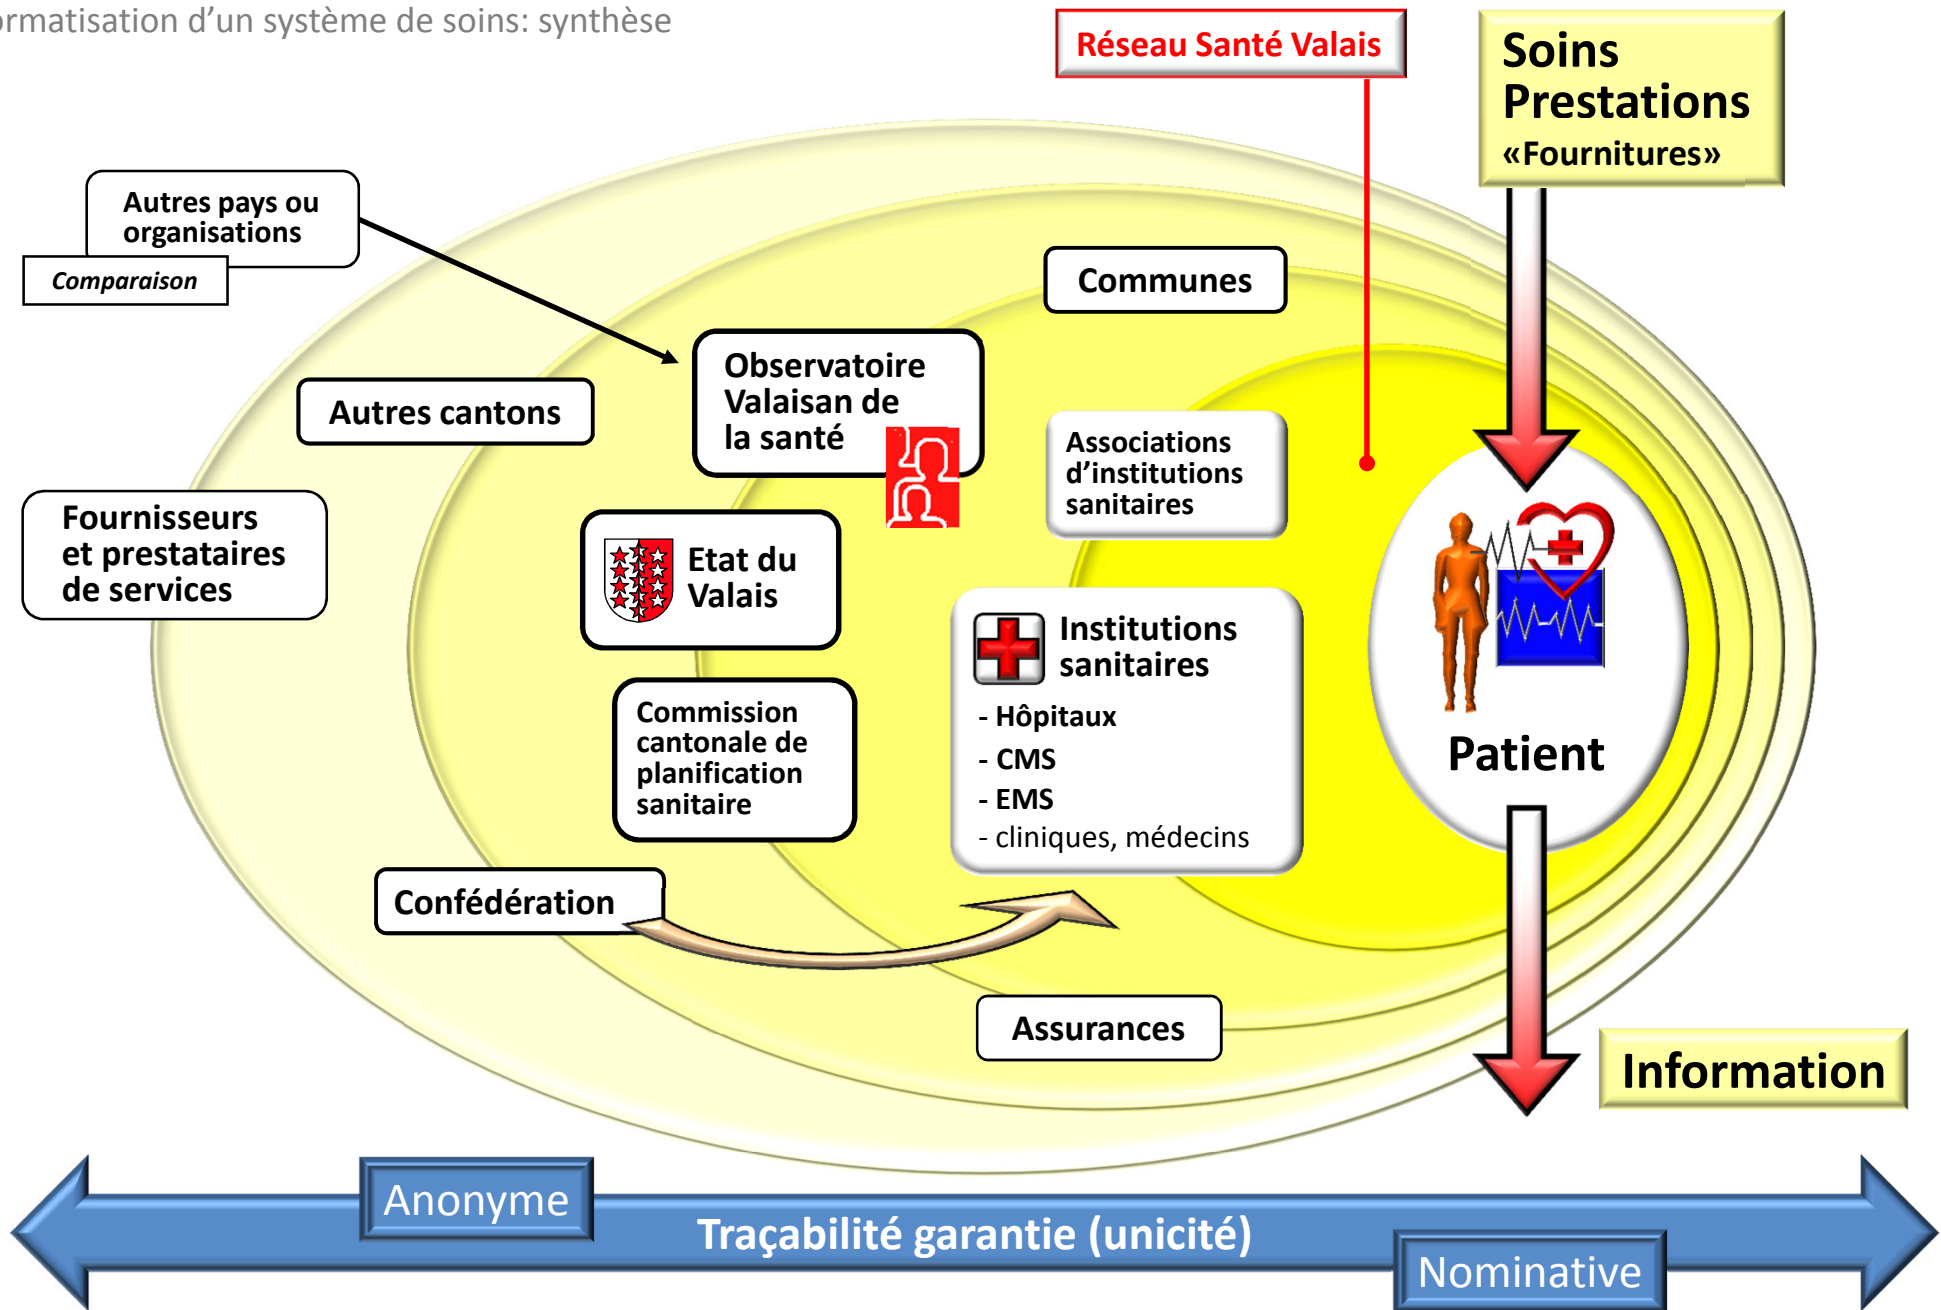 ormatisation d'un système de soins: synthèse
Réseau Santé Valais
Soins
Prestations
«Fournitures»
Autres pays ou
organisations
Comparaison
Communes
Observatoire
Valaisan de
la santé
Autres cantons
Associations
d'institutions
sanitaires
Fournisseurs
et prestataires
de services
Etat du
Valais
Institutions
sanitaires
- Hôpitaux
- CMS
- EMS
- cliniques, médecins
Commission
cantonale de
planification
sanitaire
Patient
Confédération
Assurances
Information
Anonyme
Traçabilité garantie (unicité)
Nominative